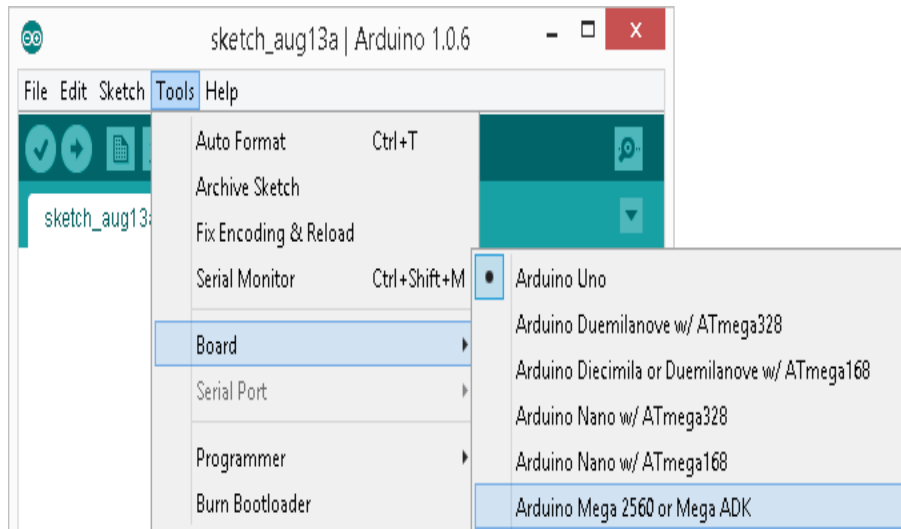 sketch_aug13a | Arduino 1.0.6
File Edit Sketch Tools Help
Auto Format Ctrl+T
Archive Sketch
sketch_aug13a
Fix Encoding & Reload
Serial Monitor Ctrl+Shift+M
Board
Serial Port
Programmer
Burn Bootloader
Arduino Uno
Arduino Duemilanove w/ ATmega328
Arduino Diecimila or Duemilanove w/ ATmega168
Arduino Nano w/ ATmega328
Arduino Nano w/ ATmega168
Arduino Mega 2560 or Mega ADK